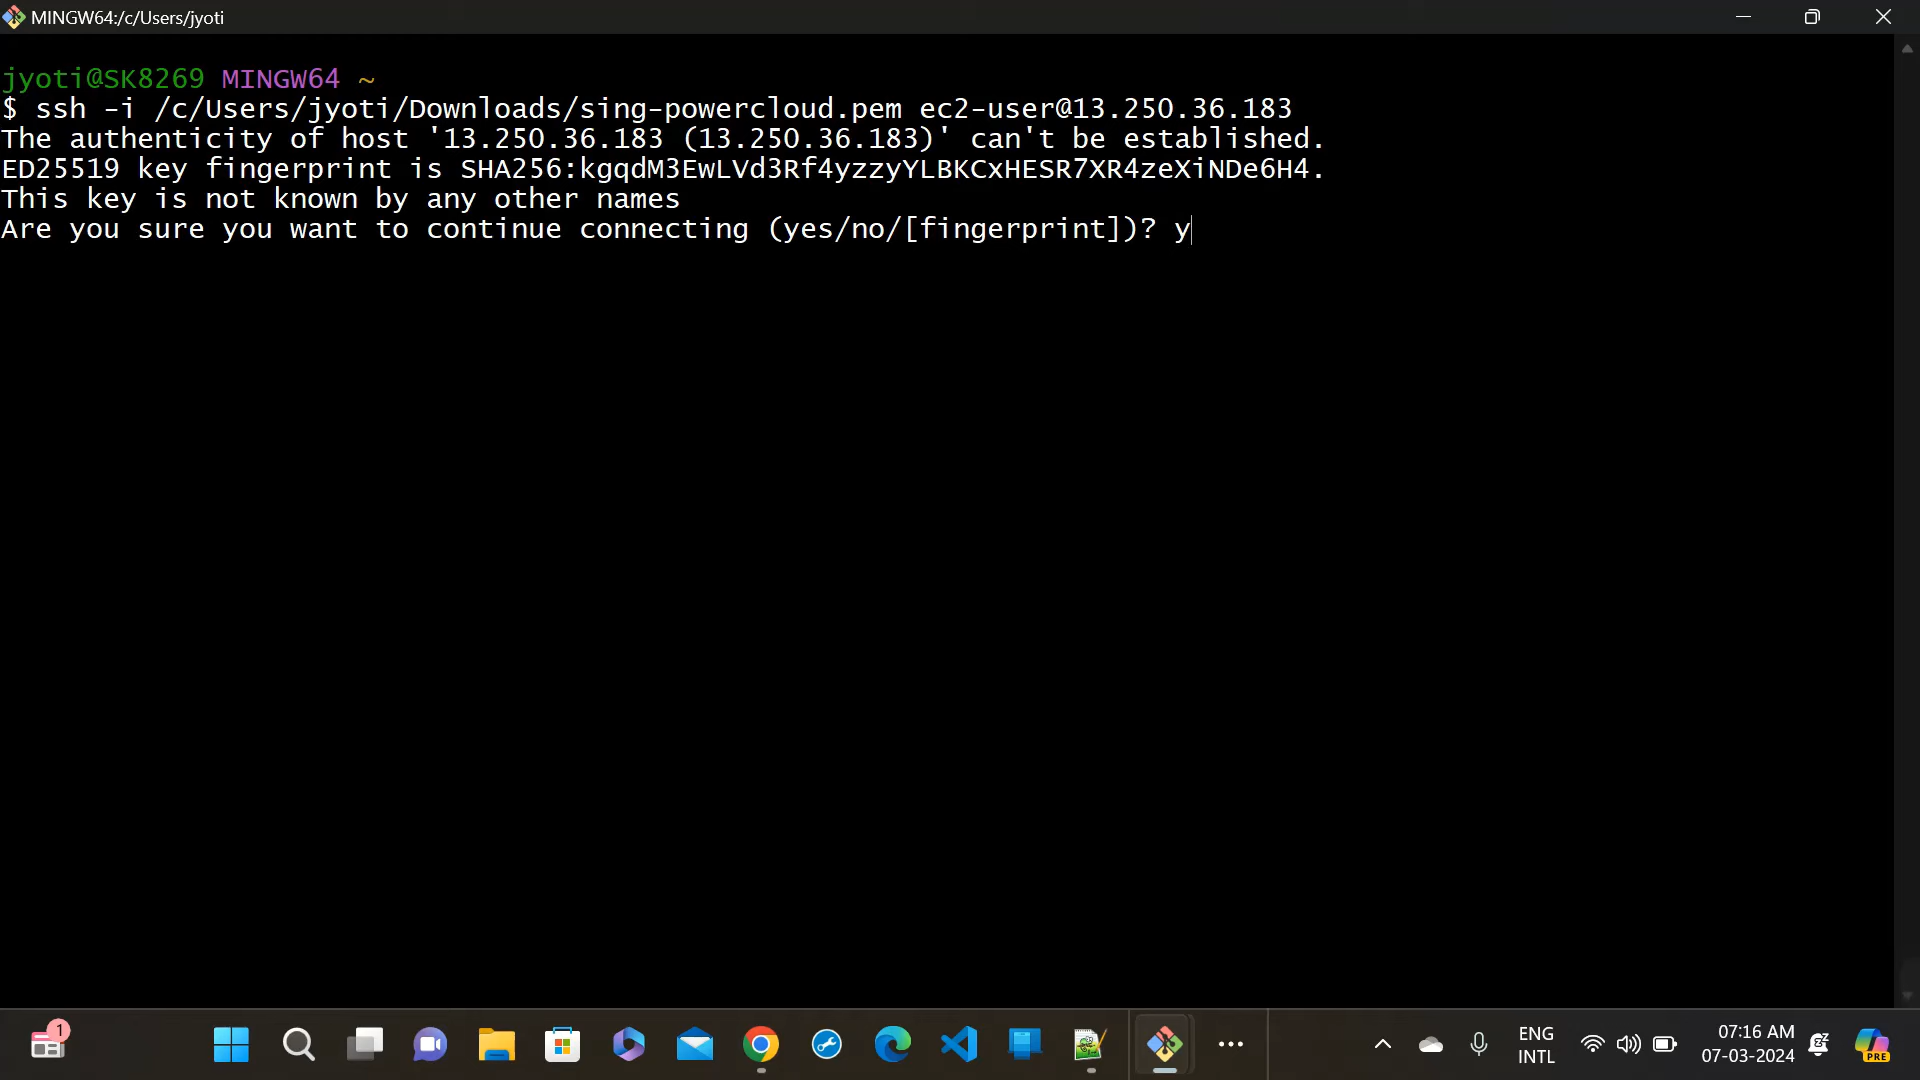 MINGW64:/c/Users/jyoti
jyoti@SK8269 MINGW64 ~
$ ssh -i /c/Users/jyoti/Downloads/sing-powercloud.pem ec2-user@13.250.36.183
The authenticity of host '13.250.36.183 (13.250.36.183)' can't be established.
ED25519 key fingerprint is SHA256:kgqdM3EwLVd3Rf4yzzyYLBKCxHESR7XR4zeXiNDe6H4.
This key is not known by any other names
Are you sure you want to continue connecting (yes/no/[fingerprint])? y
1
ENG
INTL
07:16 AM
07-03-2024
PRE